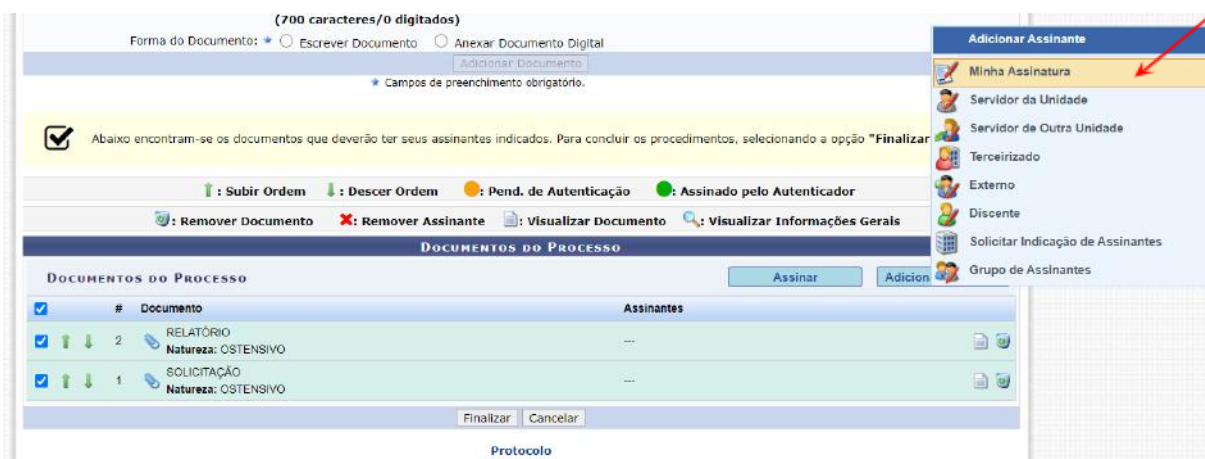 (700 caracteres/0 digitados)
Forma do Documento: Escrever Documento Anexar Documento Digital
Adicionar Documento
Campos de preenchimento obrigatório.
Abaixo encontram-se os documentos que deverão ter seus assinantes indicados. Para concluir os procedimentos, selecionando a opção "Finalizar
: Subir Ordem : Descer Ordem : Pend. de Autenticação : Assinado pelo Autenticador
: Remover Documento : Remover Assinante : Visualizar Documento : Visualizar Informações Gerais
DOCUMENTOS DO PROCESSO
DOCUMENTOS DO PROCESSO Assinar Adicion
# Documento Assinantes
2 RELATÓRIO
Natureza: OSTENSIVO ---
1 SOLICITAÇÃO
Natureza: OSTENSIVO ---
Finalizar Cancelar
Protocolo
Adicionar Assinante
Minha Assinatura
Servidor da Unidade
Servidor de Outra Unidade
Terceirizado
Externo
Discente
Solicitar Indicação de Assinantes
Grupo de Assinantes